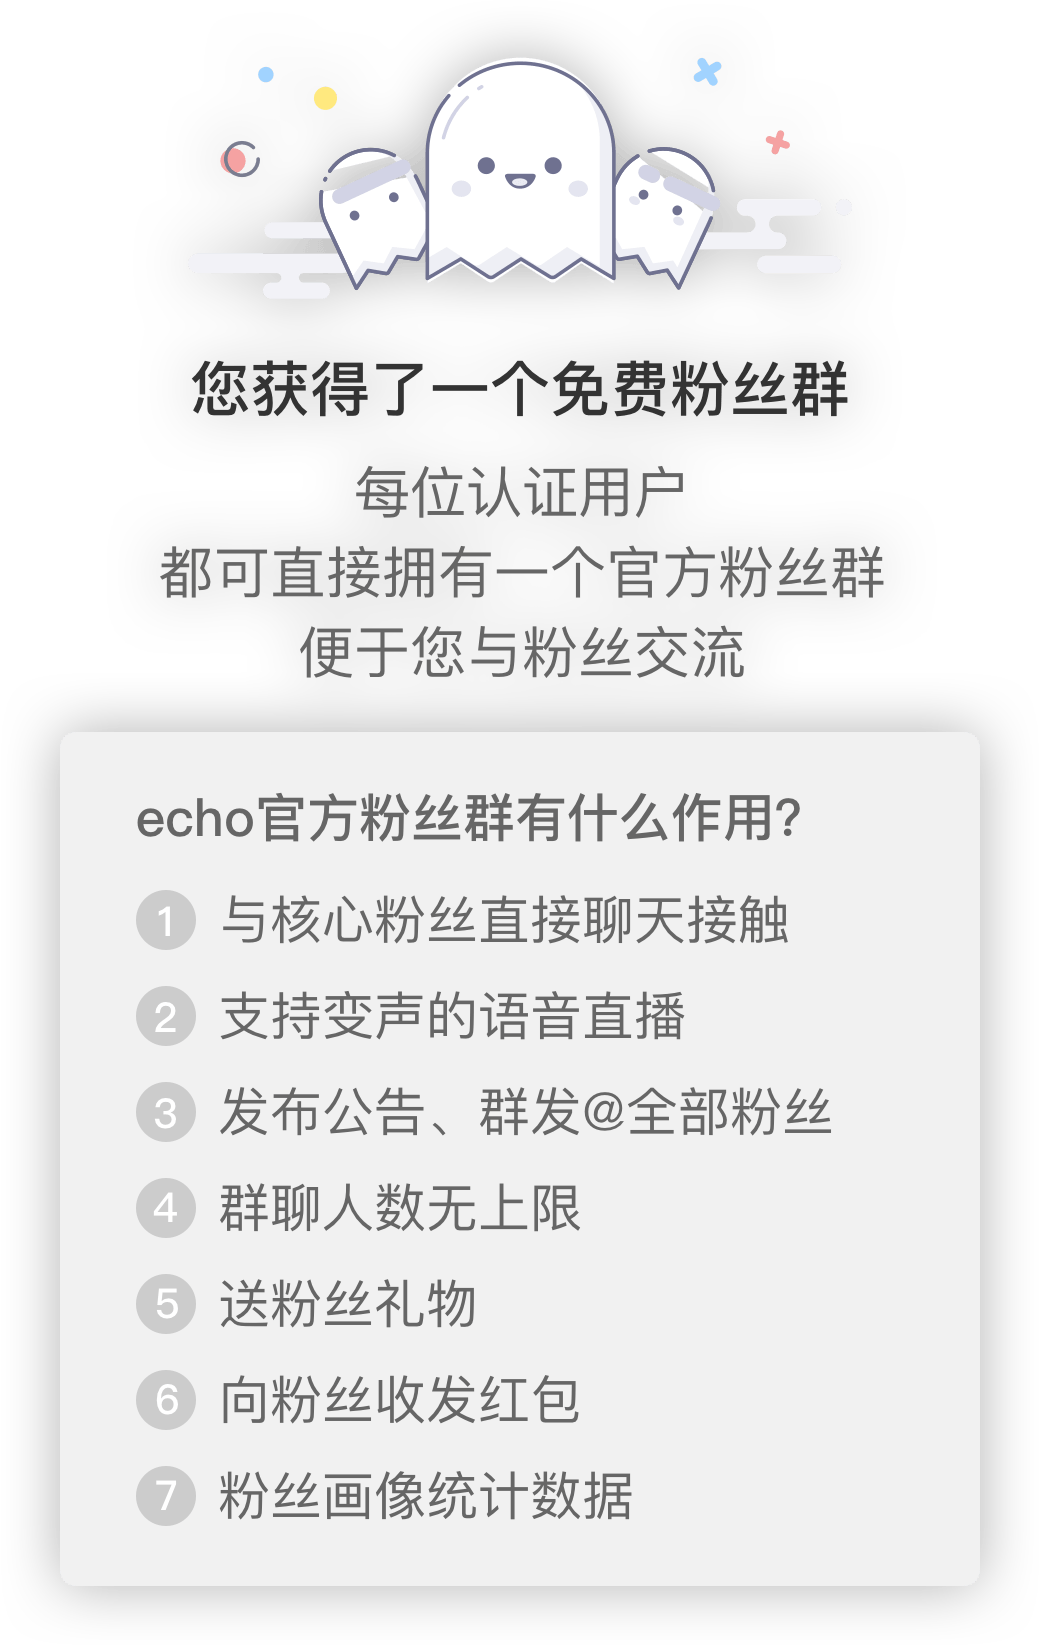 您获得了一个免费粉丝群
每位认证用户
都可直接拥有一个官方粉丝群
便于您与粉丝交流
echo官方粉丝群有什么作用?
1 与核心粉丝直接聊天接触
2 支持变声的语音直播
3 发布公告、群发@全部粉丝
4 群聊人数无上限
5 送粉丝礼物
6 向粉丝收发红包
7 粉丝画像统计数据